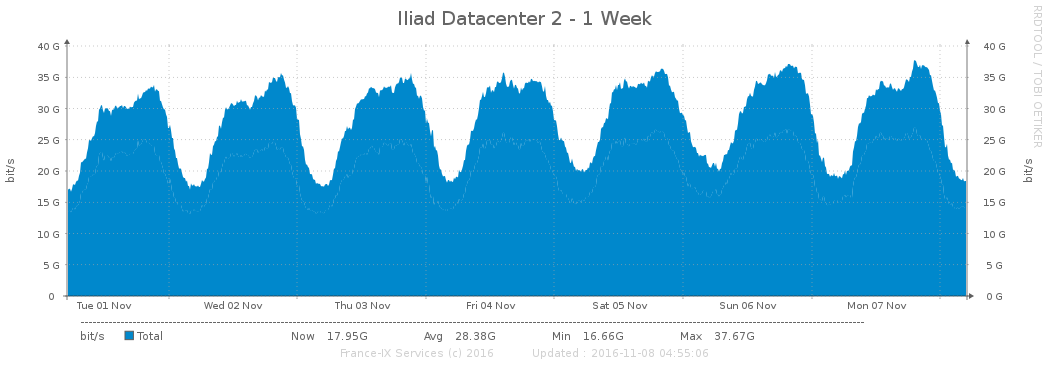 Iliad Datacenter 2 - 1 Week
RRDTOOL / TOBI OETIKER
40 G 40 G
35 G 35 G
30 G 30 G
25 G 25 G
20 G 20 G
15 G 15 G
10 G 10 G
5 G 5 G
0 0 G
bit/s bit/s
Tue 01 Nov Wed 02 Nov Thu 03 Nov Fri 04 Nov Sat 05 Nov Sun 06 Nov Mon 07 Nov
bit/s Total Now 17.95G Avg 28.38G Min 16.66G Max 37.67G
France-IX Services (c) 2016 Updated : 2016-11-08 04:55:06